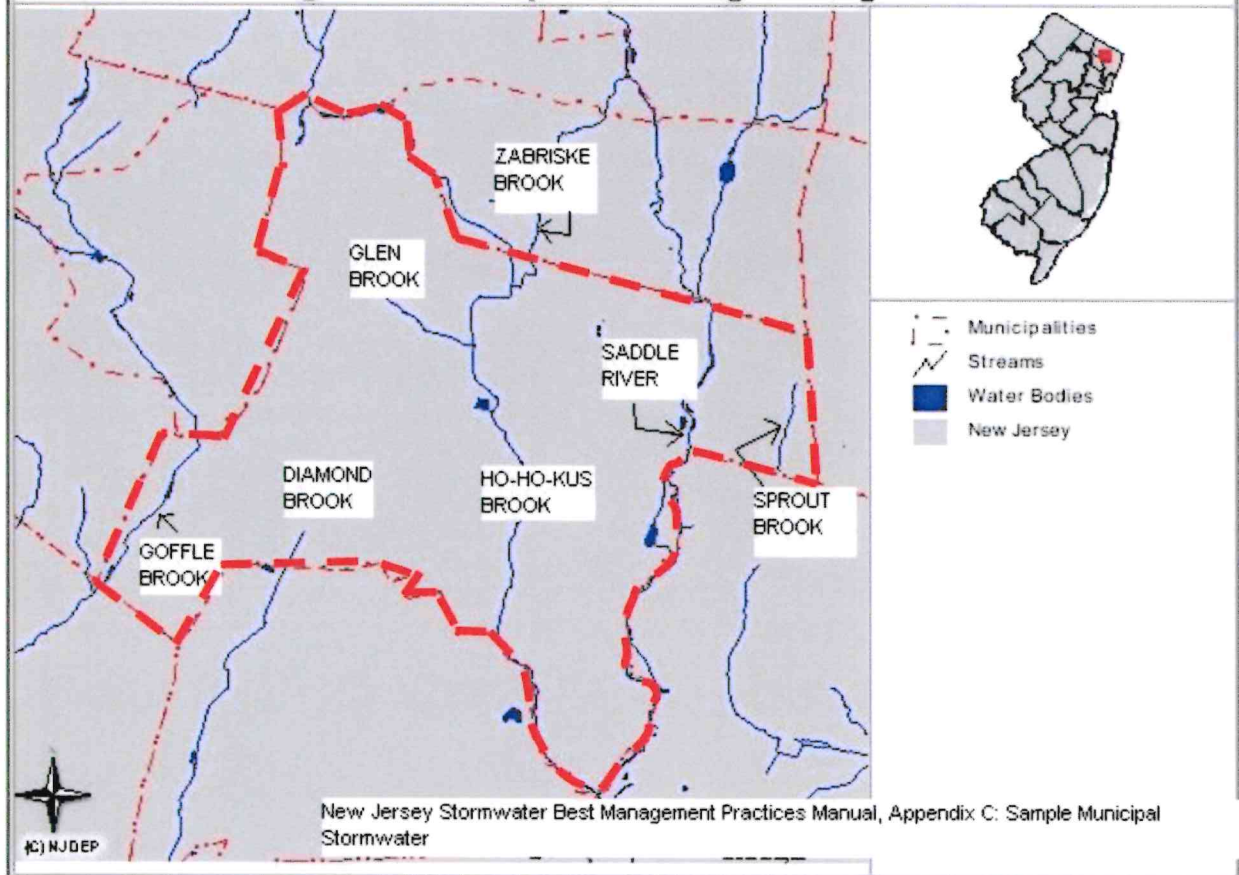 ZABRISKE
BROOK
GLEN
BROOK
SADDLE
RIVER
DIAMOND
BROOK
HO-HO-KUS
BROOK
SPROUT
BROOK
GOFFLE
BROOK
Municipalities
Streams
Water Bodies
New Jersey
(C) NJDEP
New Jersey Stormwater Best Management Practices Manual, Appendix C: Sample Municipal
Stormwater